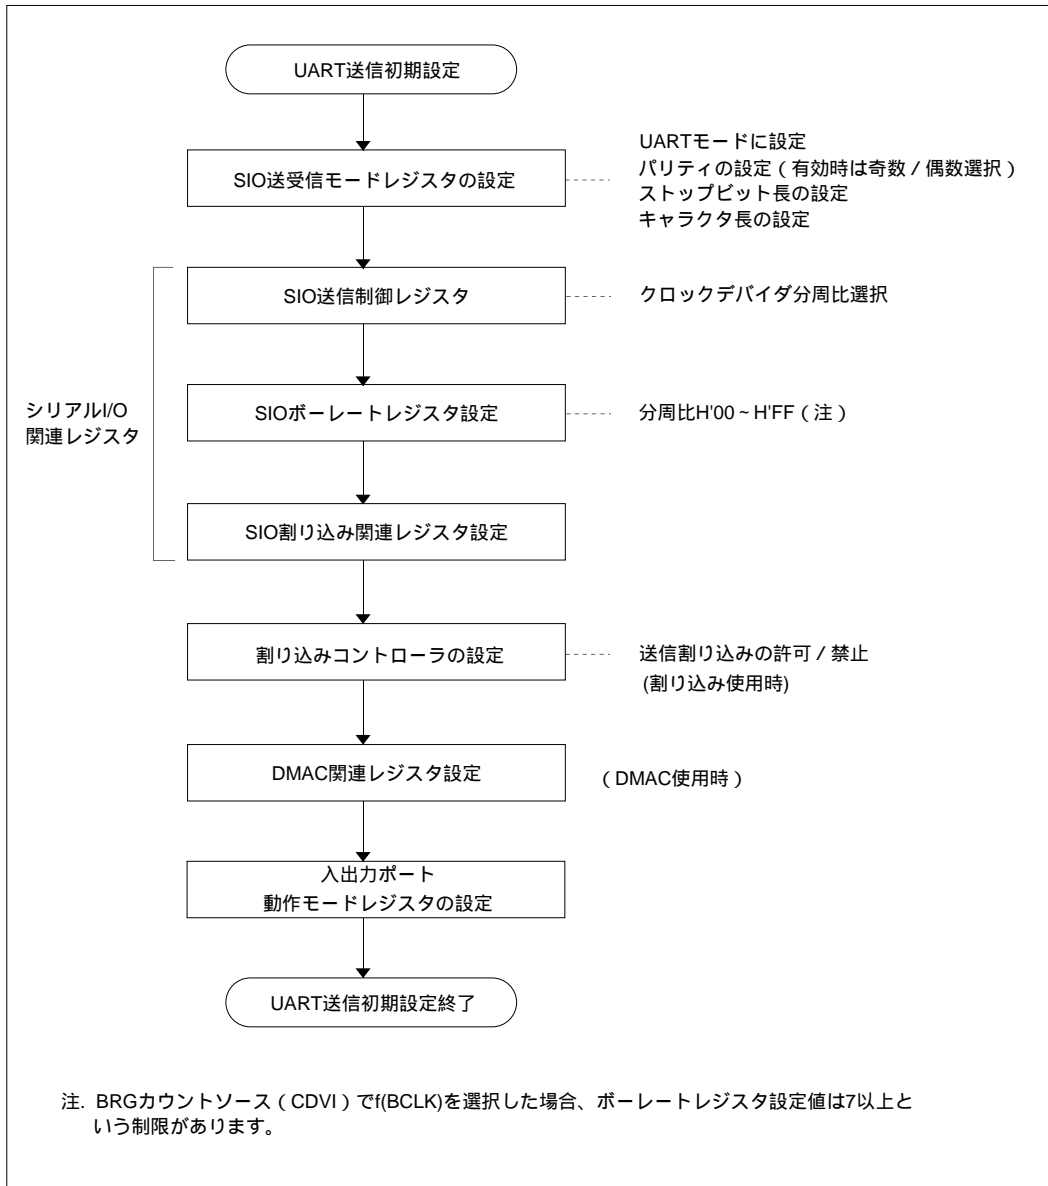 UART送信初期設定
SIO送受信モードレジスタの設定
UARTモードに設定
パリティの設定（有効時は奇数／偶数選択）
ストップビット長の設定
キャラクタ長の設定
SIO送信制御レジスタ
クロックデバイダ分周比選択
シリアルI/O
関連レジスタ
SIOボーレートレジスタ設定
分周比H'00～H'FF（注）
SIO割り込み関連レジスタ設定
割り込みコントローラの設定
送信割り込みの許可／禁止
(割り込み使用時)
DMAC関連レジスタ設定
（DMAC使用時）
入出力ポート
動作モードレジスタの設定
UART送信初期設定終了
注. BRGカウントソース（CDVI）でf(BCLK)を選択した場合、ボーレートレジスタ設定値は7以上と
いう制限があります。